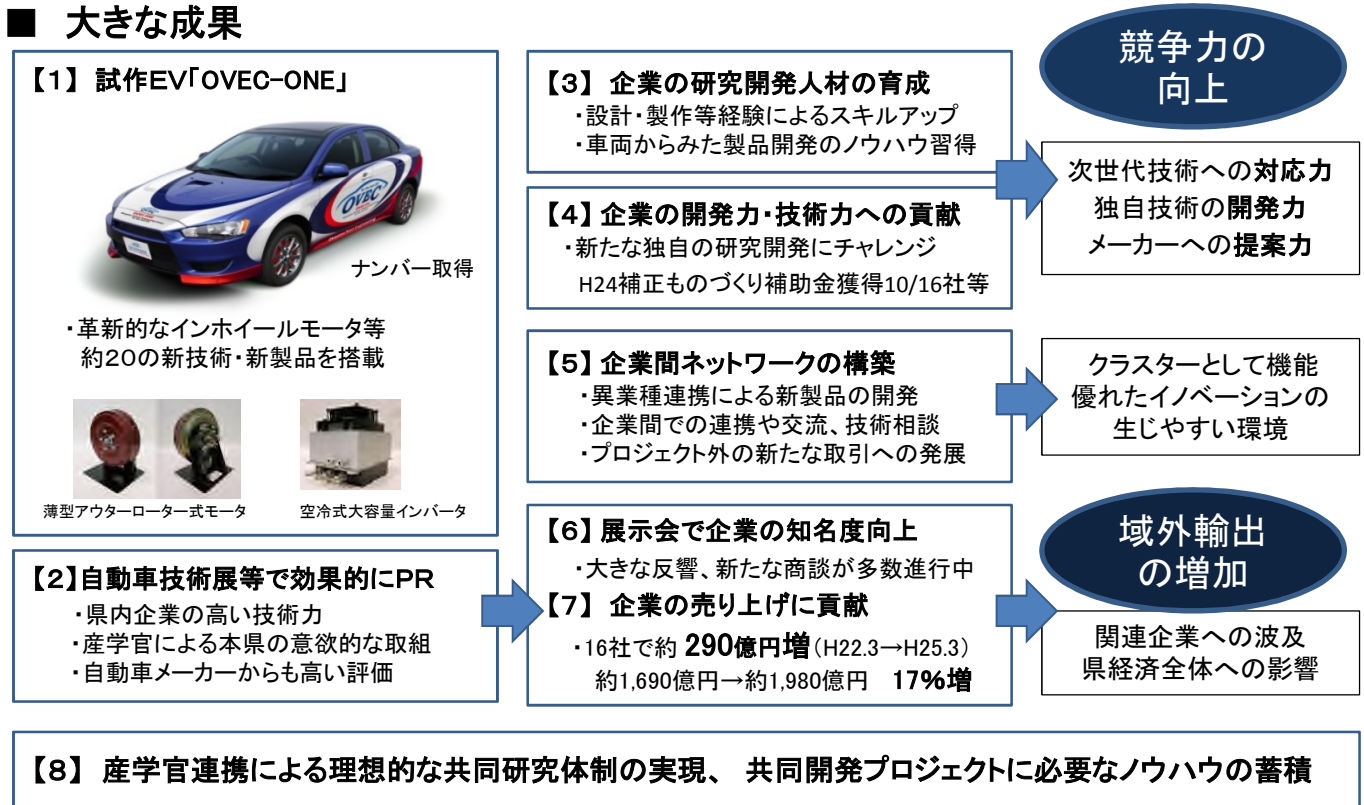 ■ 大きな成果
【1】 試作EV「OVEC-ONE」
OVEC
ナンバー取得
・革新的なインホイールモータ等
約20の新技術・新製品を搭載
薄型アウターローター式モータ
空冷式大容量インバータ
【2】自動車技術展等で効果的にPR
・県内企業の高い技術力
・産学官による本県の意欲的な取組
・自動車メーカーからも高い評価
【3】 企業の研究開発人材の育成
・設計・製作等経験によるスキルアップ
・車両からみた製品開発のノウハウ習得
【4】 企業の開発力・技術力への貢献
・新たな独自の研究開発にチャレンジ
H24補正ものづくり補助金獲得10/16社等
【5】 企業間ネットワークの構築
・異業種連携による新製品の開発
・企業間での連携や交流、技術相談
・プロジェクト外の新たな取引への発展
【6】 展示会で企業の知名度向上
・大きな反響、新たな商談が多数進行中
【7】 企業の売り上げに貢献
・16社で約 290億円増(H22.3→H25.3)
約1,690億円→約1,980億円 17%増
競争力の
向上
次世代技術への対応力
独自技術の開発力
メーカーへの提案力
クラスターとして機能
優れたイノベーションの
生じやすい環境
域外輸出
の増加
関連企業への波及
県経済全体への影響
【8】 産学官連携による理想的な共同研究体制の実現、 共同開発プロジェクトに必要なノウハウの蓄積